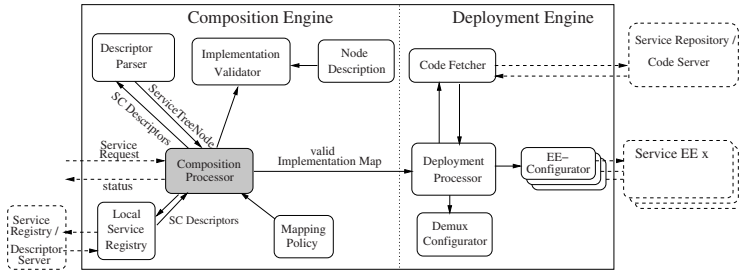 Composition Engine
Deployment Engine
Descriptor
Parser
Implementation
Validator
Node
Description
Code Fetcher
Service Repository /
Code Server
ServiceTreeNode
SC Descriptors
Service
Request
status
Composition
Processor
valid
Implementation Map
Deployment
Processor
EE−
Configurator
Service EE x
Service
Registry /
Descriptor
Server
Local
Service
Registry
SC Descriptors
Mapping
Policy
Demux
Configurator